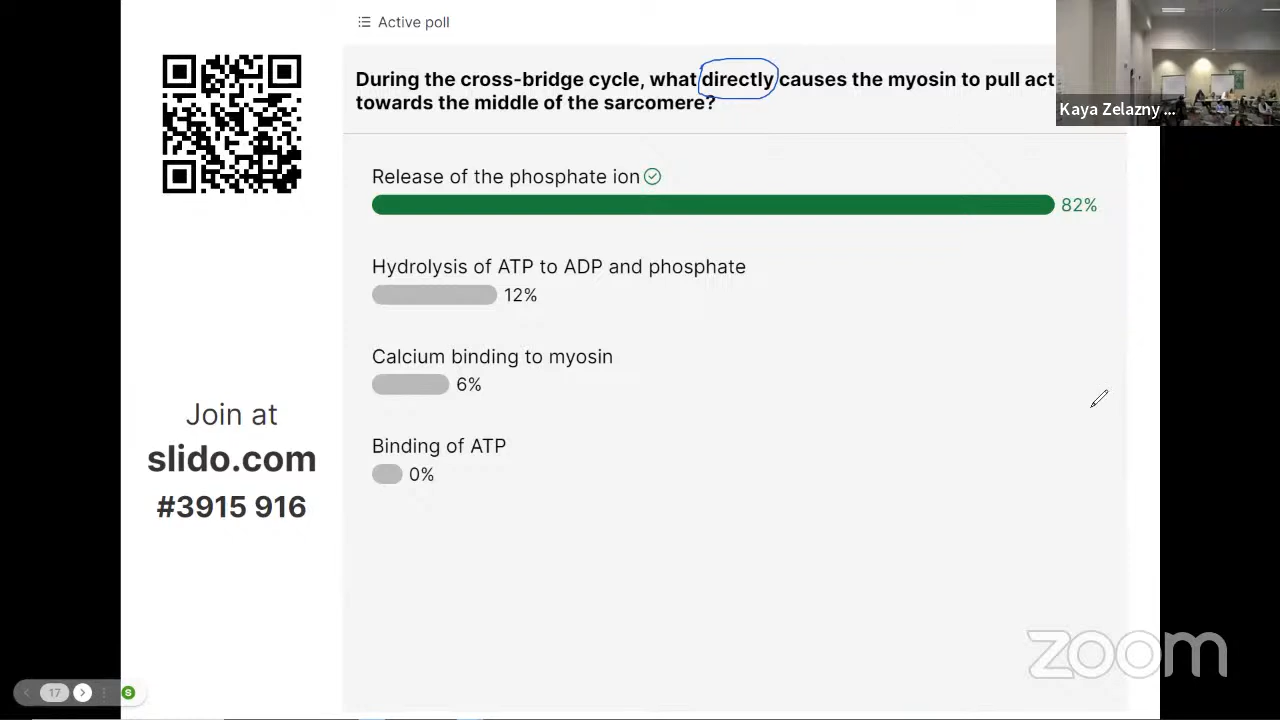 Active poll
During the cross-bridge cycle, what directly causes the myosin to pull
towards the middle of the sarcomere?
Kaya Zelazny ...
Release of the phosphate ion
82%
Hydrolysis of ATP to ADP and phosphate
12%
Calcium binding to myosin
6%
Binding of ATP
0%
Join at
slido.com
#3915 916
zoom
17
S